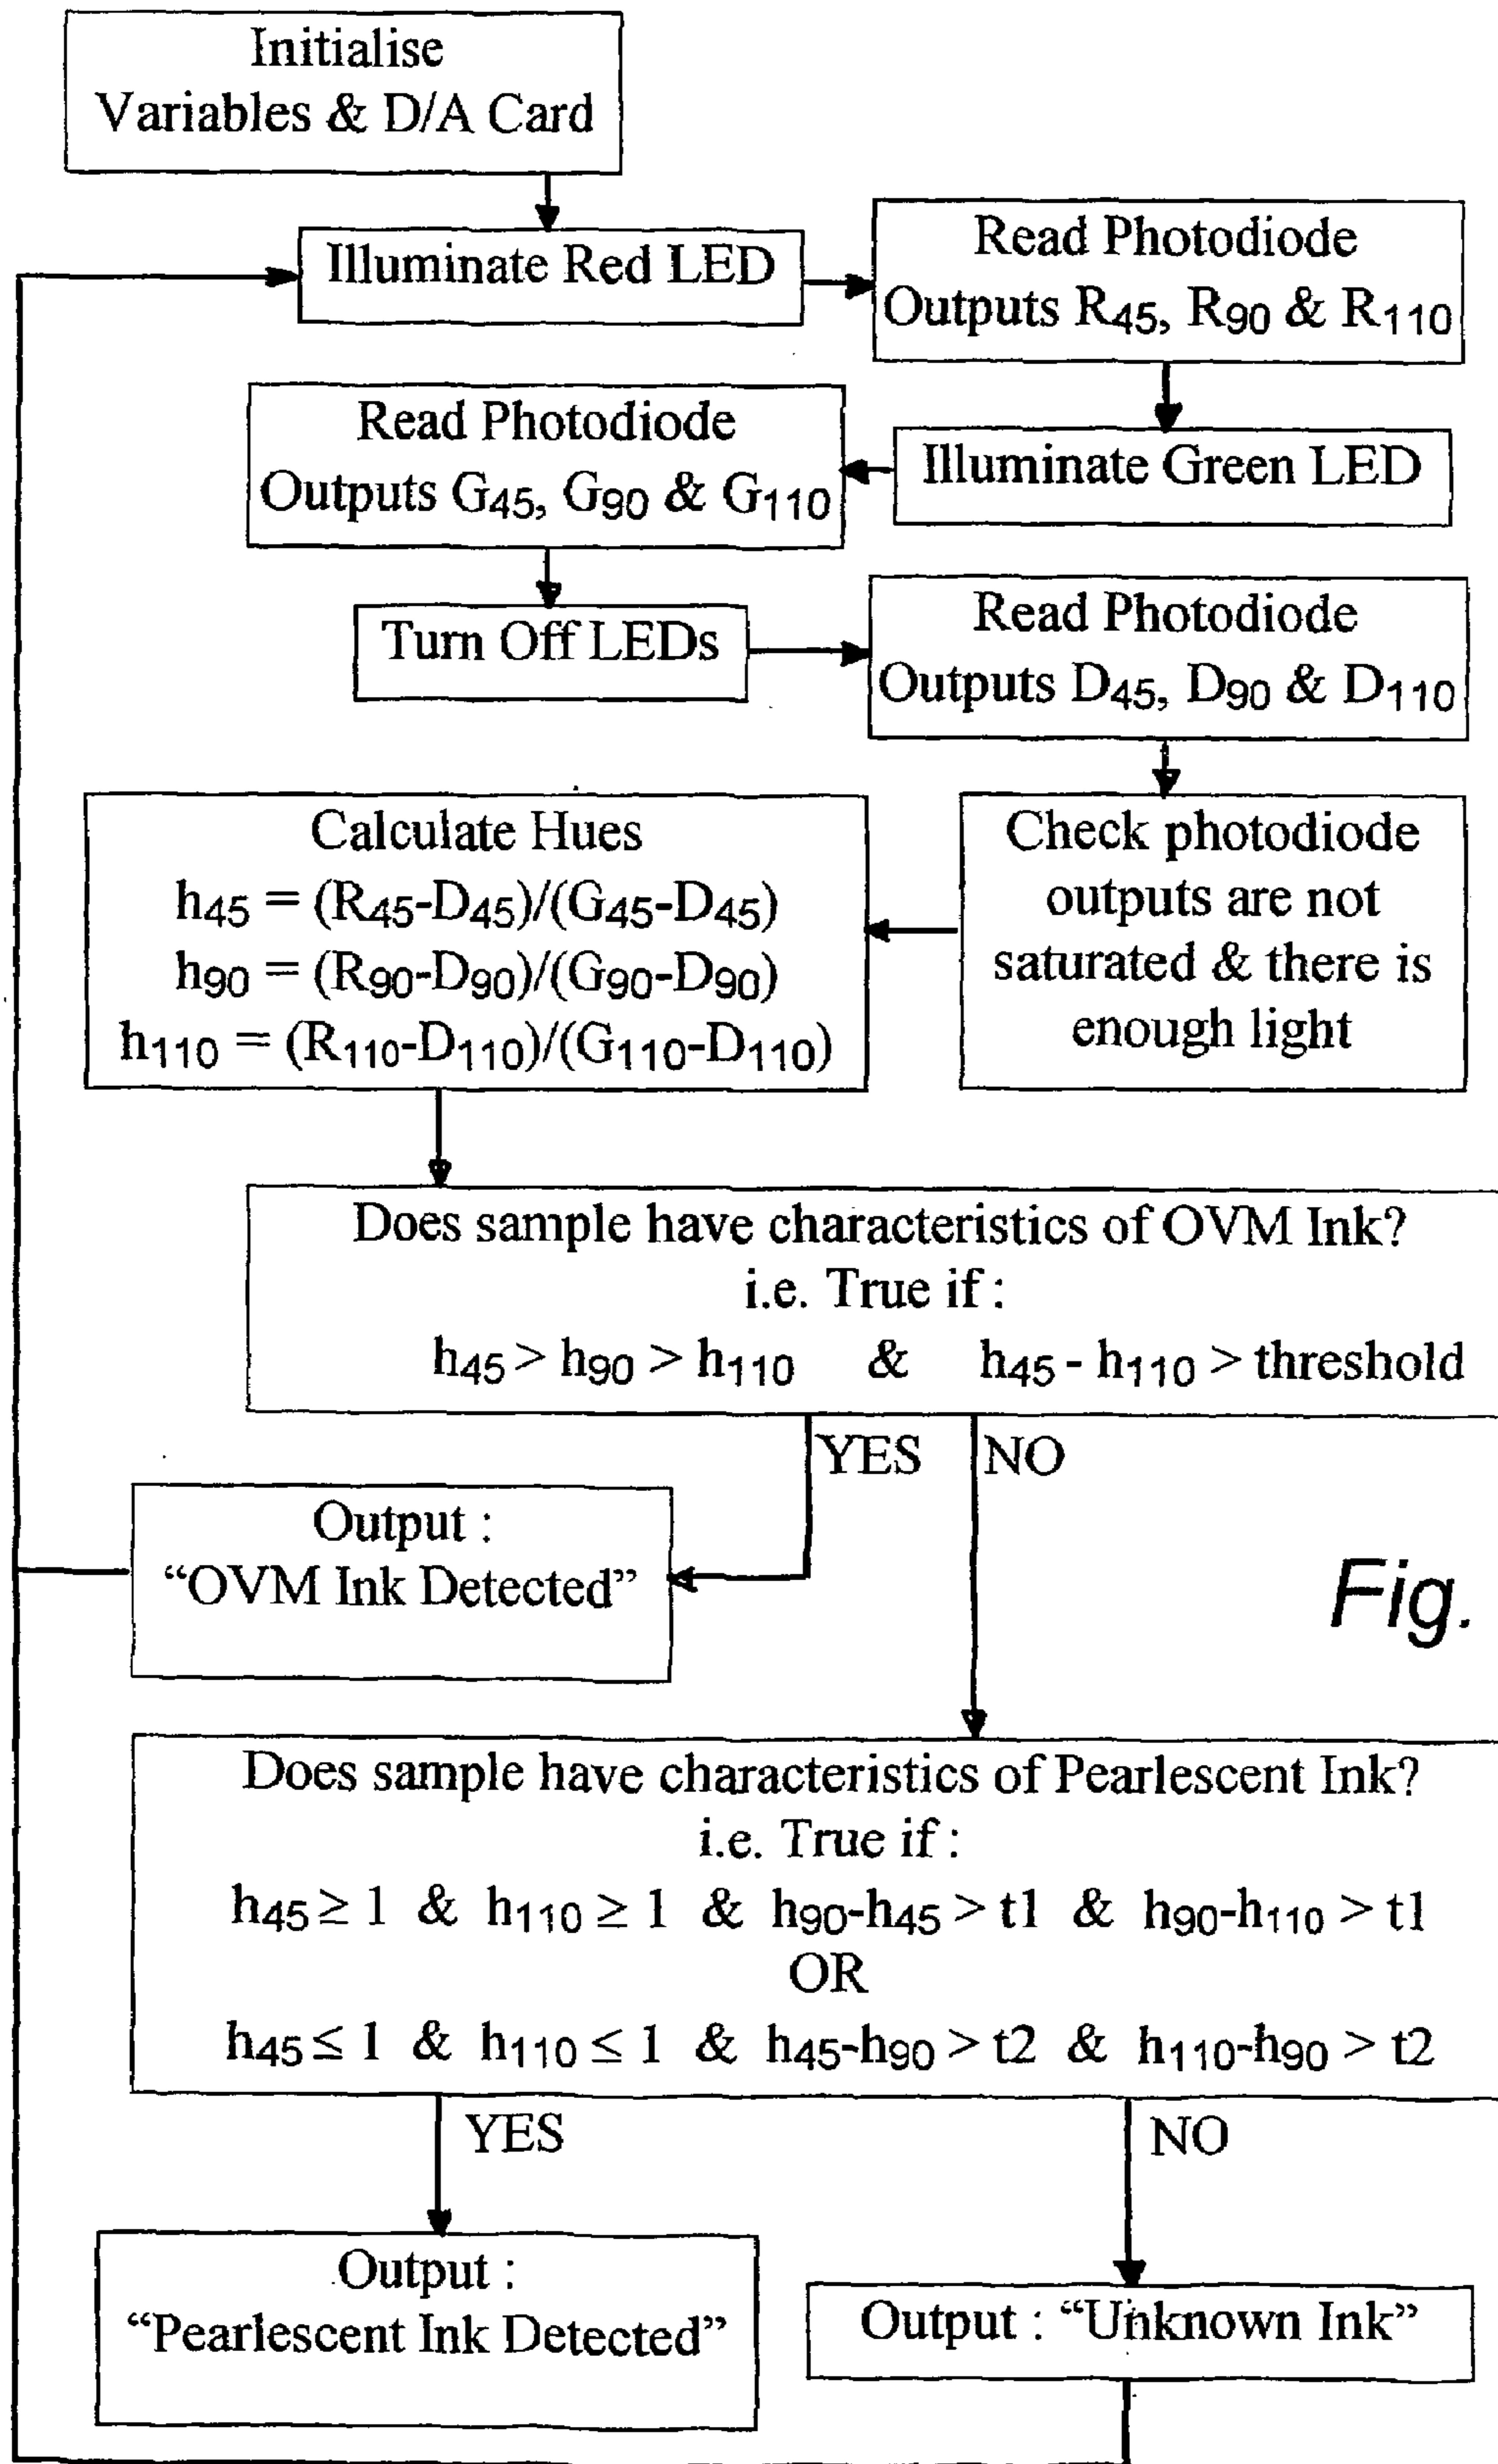 Initialise
Variables & D/A Card
Illuminate Red LED
Read Photodiode
Outputs R45, R90 & R110
Illuminate Green LED
Read Photodiode
Outputs G45, G90 & G110
Turn Off LEDs
Read Photodiode
Outputs D45, D90 & D110
Check photodiode
outputs are not
saturated & there is
enough light
Calculate Hues
h45 = (R45-D45)/(G45-D45)
h90 = (R90-D90)/(G90-D90)
h110 = (R110-D110)/(G110-D110)
Does sample have characteristics of OVM Ink?
i.e. True if :
h45 > h90 > h110 & h45 - h110 > threshold
YES NO
Output :
“OVM Ink Detected”
Fig.
Does sample have characteristics of Pearlescent Ink?
i.e. True if :
h45 ≥ 1 & h110 ≥ 1 & h90-h45 > t1 & h90-h110 > t1
OR
h45 ≤ 1 & h110 ≤ 1 & h45-h90 > t2 & h110-h90 > t2
YES NO
Output :
“Pearlescent Ink Detected”
Output : “Unknown Ink”